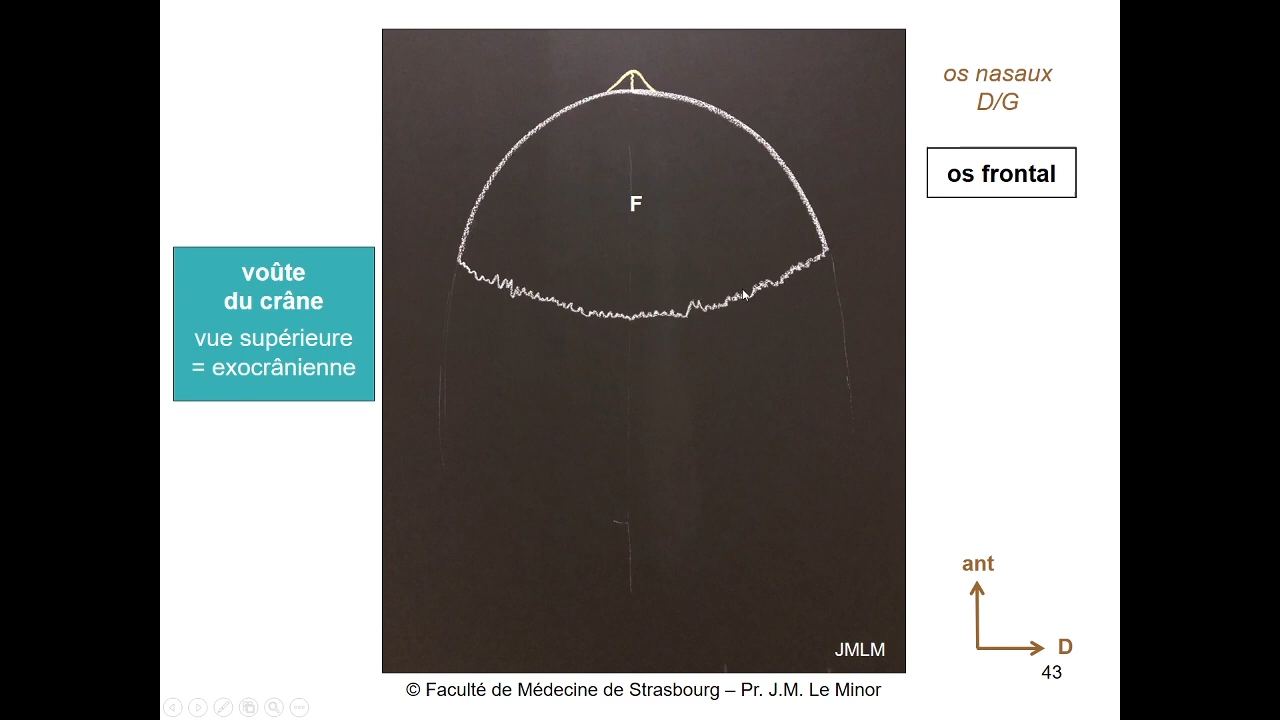 os nasaux
D/G
os frontal
F
voûte
du crâne
vue supérieure
= exocrânienne
ant
D
JMLM
43
© Faculté de Médecine de Strasbourg – Pr. J.M. Le Minor